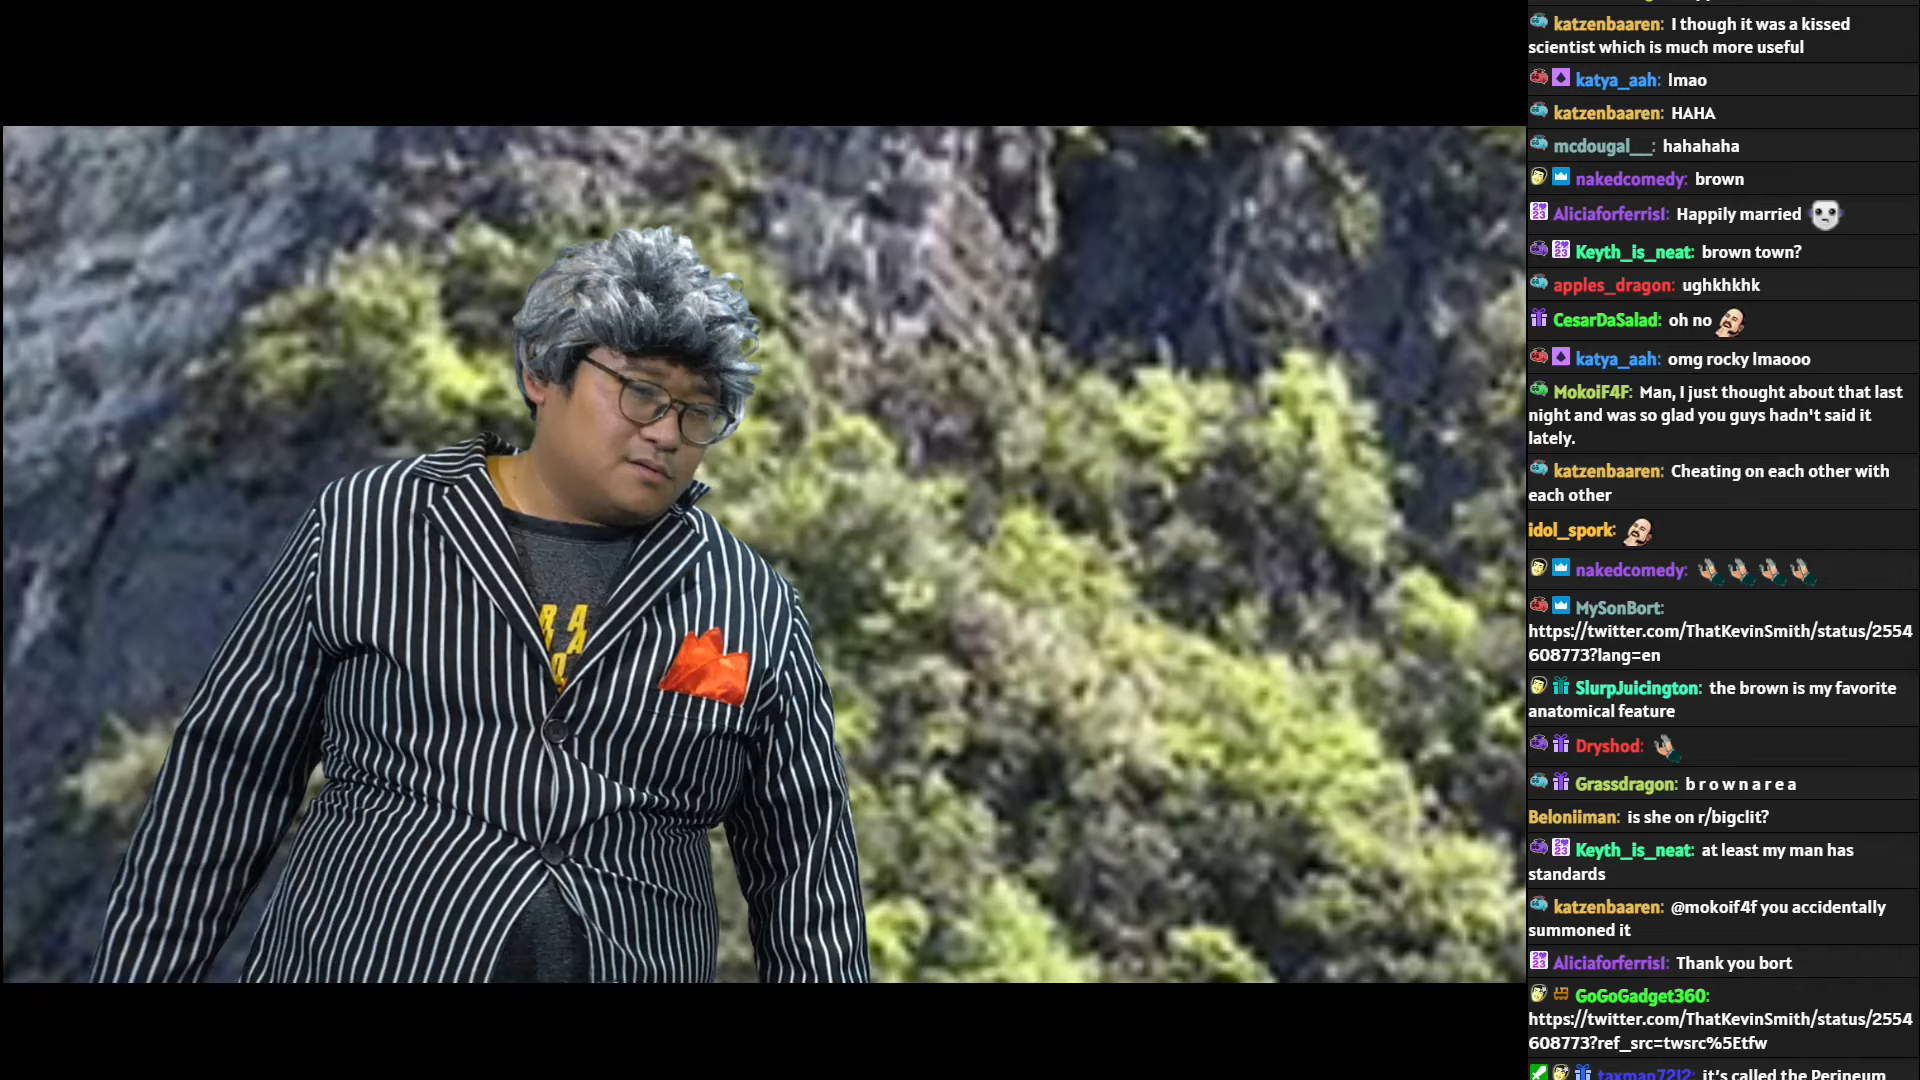 katzenbaaren: I though it was a kissed
scientist which is much more useful
katya_aah: lmao
katzenbaaren: HAHA
mcdougal__: hahahaha
nakedcomedy: brown
Aliciaforferris1: Happily married
Keyth_is_neat: brown town?
apples_dragon: ughkhkhk
CesarDaSalad: oh no
katya_aah: omg rocky lmaooo
MokoiF4F: Man, I just thought about that last
night and was so glad you guys hadn't said it
lately.
katzenbaaren: Cheating on each other with
each other
idol_spork:
nakedcomedy:
MySonBort:
https://twitter.com/ThatKevinSmith/status/2554
608773?lang=en
SlurpJuicington: the brown is my favorite
anatomical feature
Dryshod:
Grassdragon: b r o w n a r e a
Beloniiman: is she on r/bigclit?
Keyth_is_neat: at least my man has
standards
katzenbaaren: @mokoif4f you accidentally
summoned it
Aliciaforferris1: Thank you bort
GoGoGadget360:
https://twitter.com/ThatKevinSmith/status/2554
608773?ref_src=twsrc%5Etfw
taxman7212: it's called the Perineum